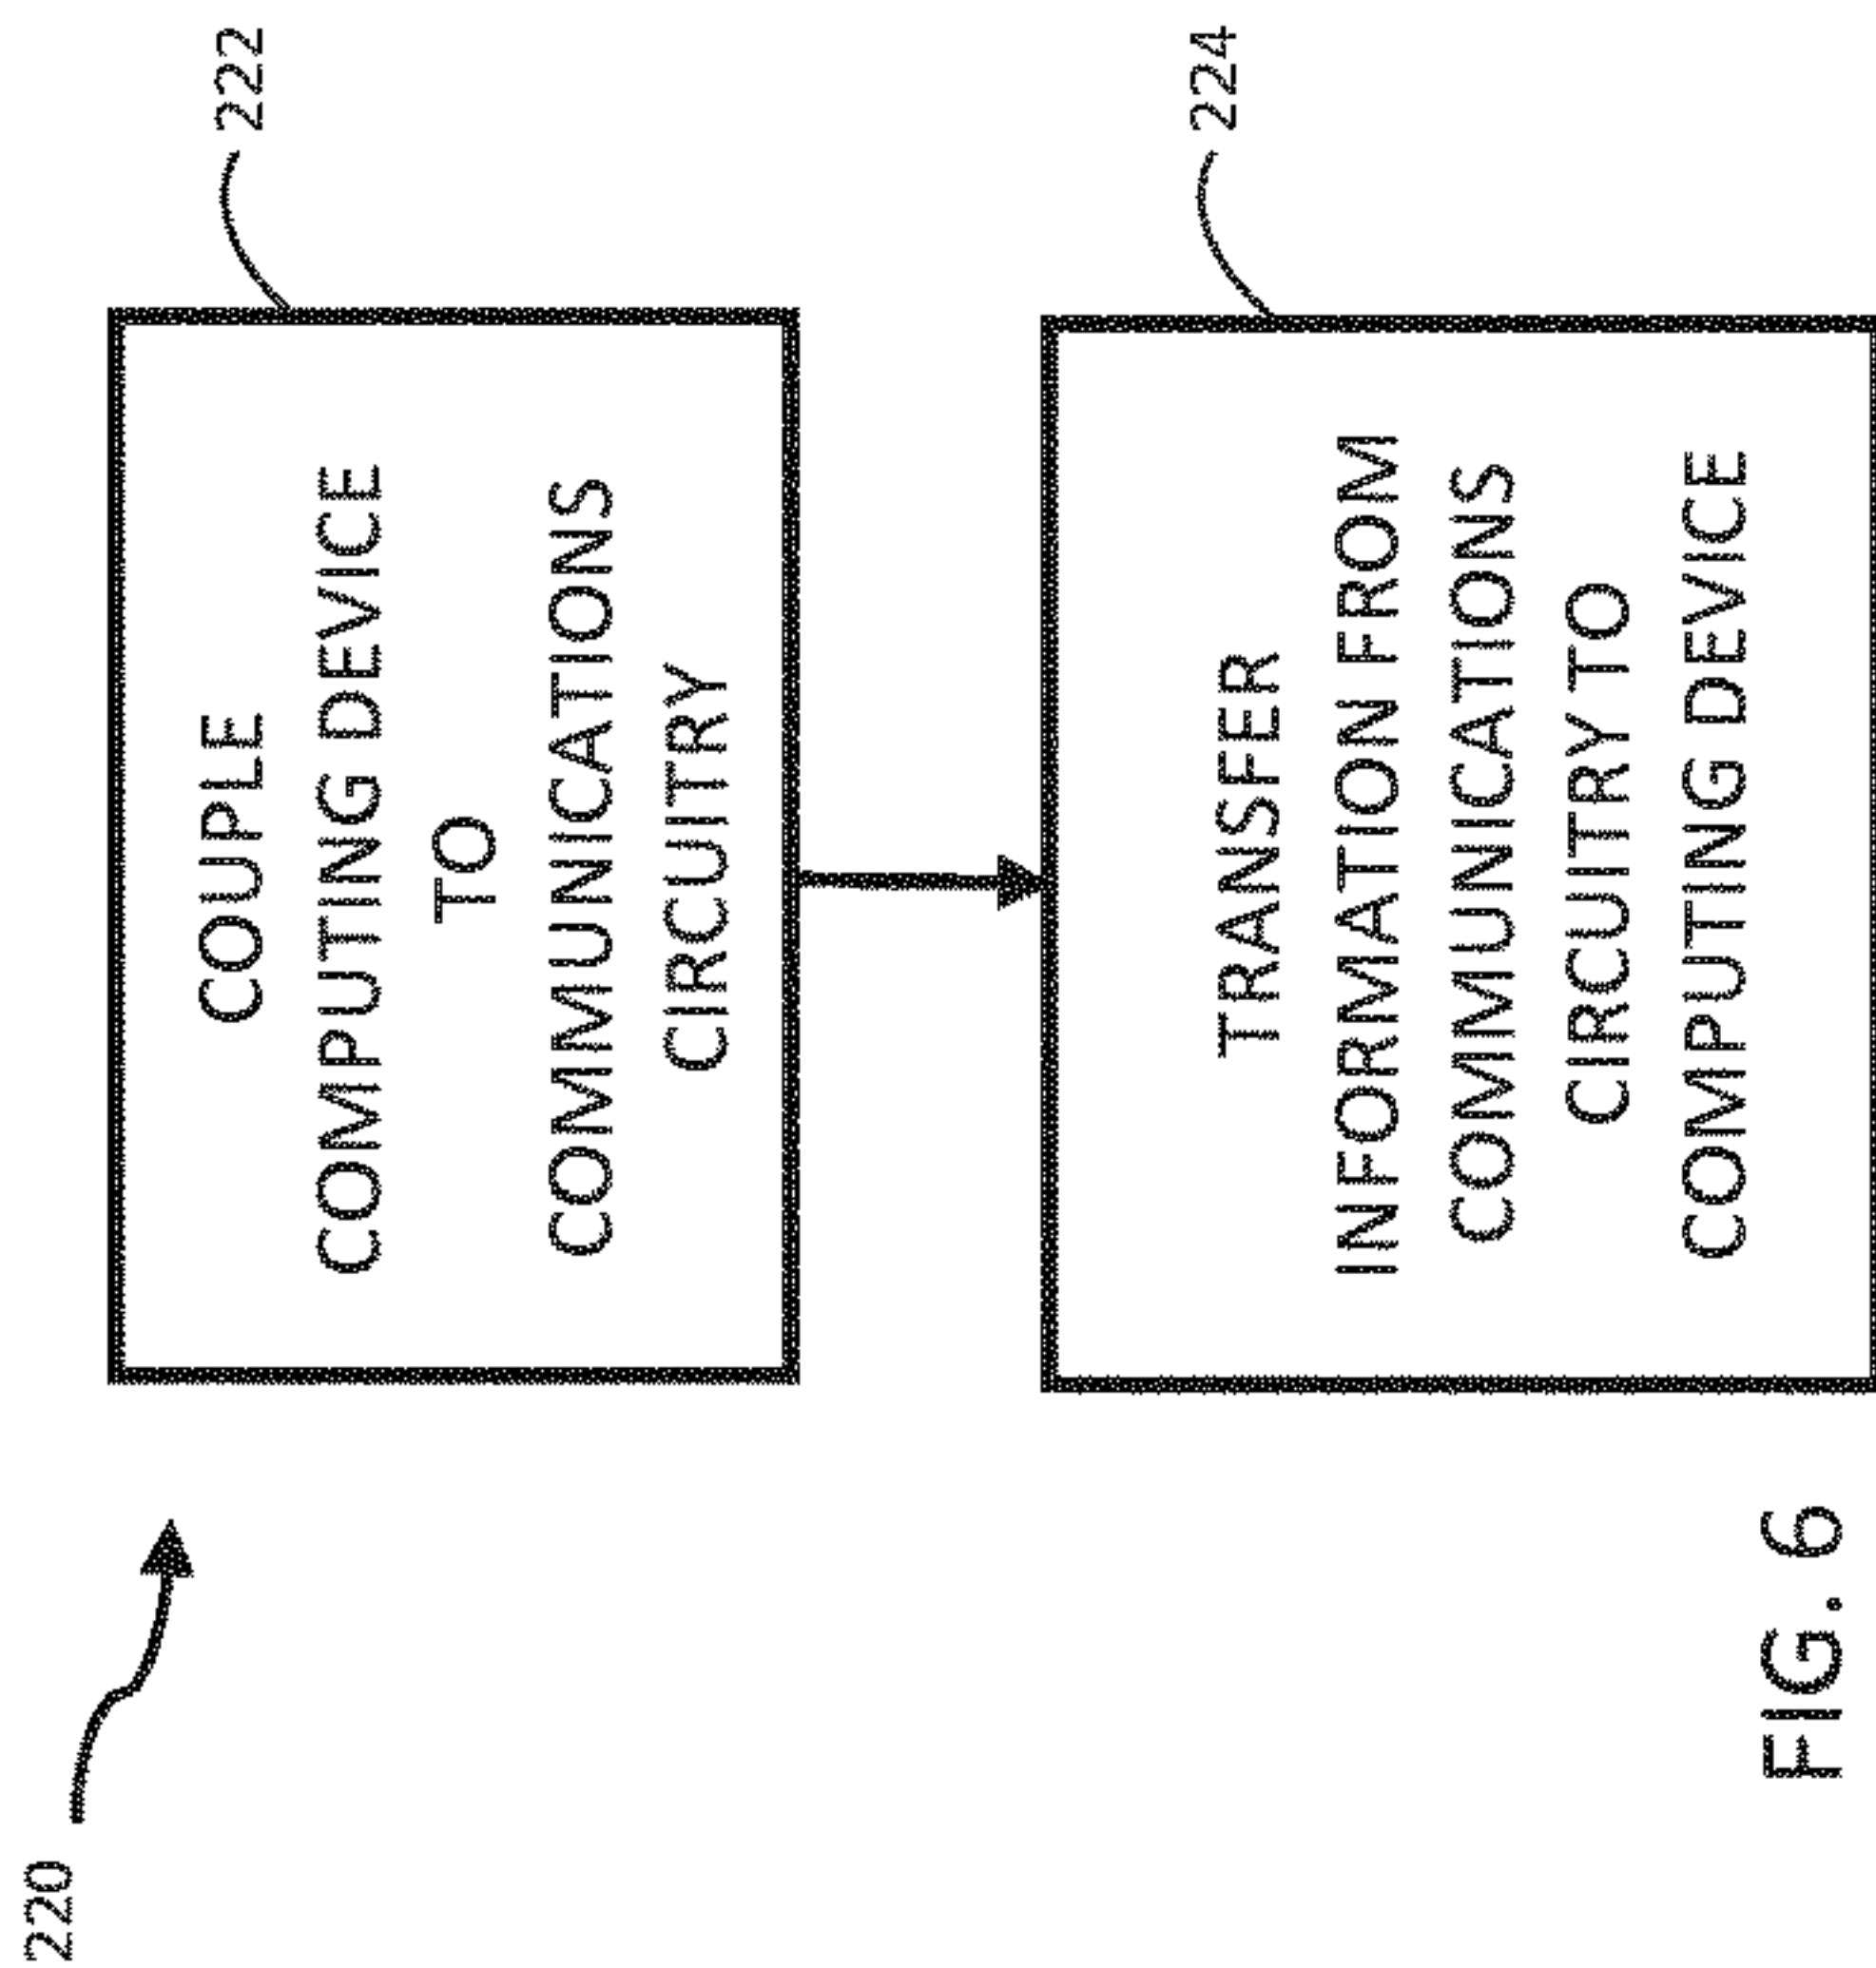 220
222
COUPLE
COMPUTING DEVICE
TO
COMMUNICATIONS
CIRCUITRY
224
TRANSFER
INFORMATION FROM
COMMUNICATIONS
CIRCUITRY TO
COMPUTING DEVICE
FIG. 6